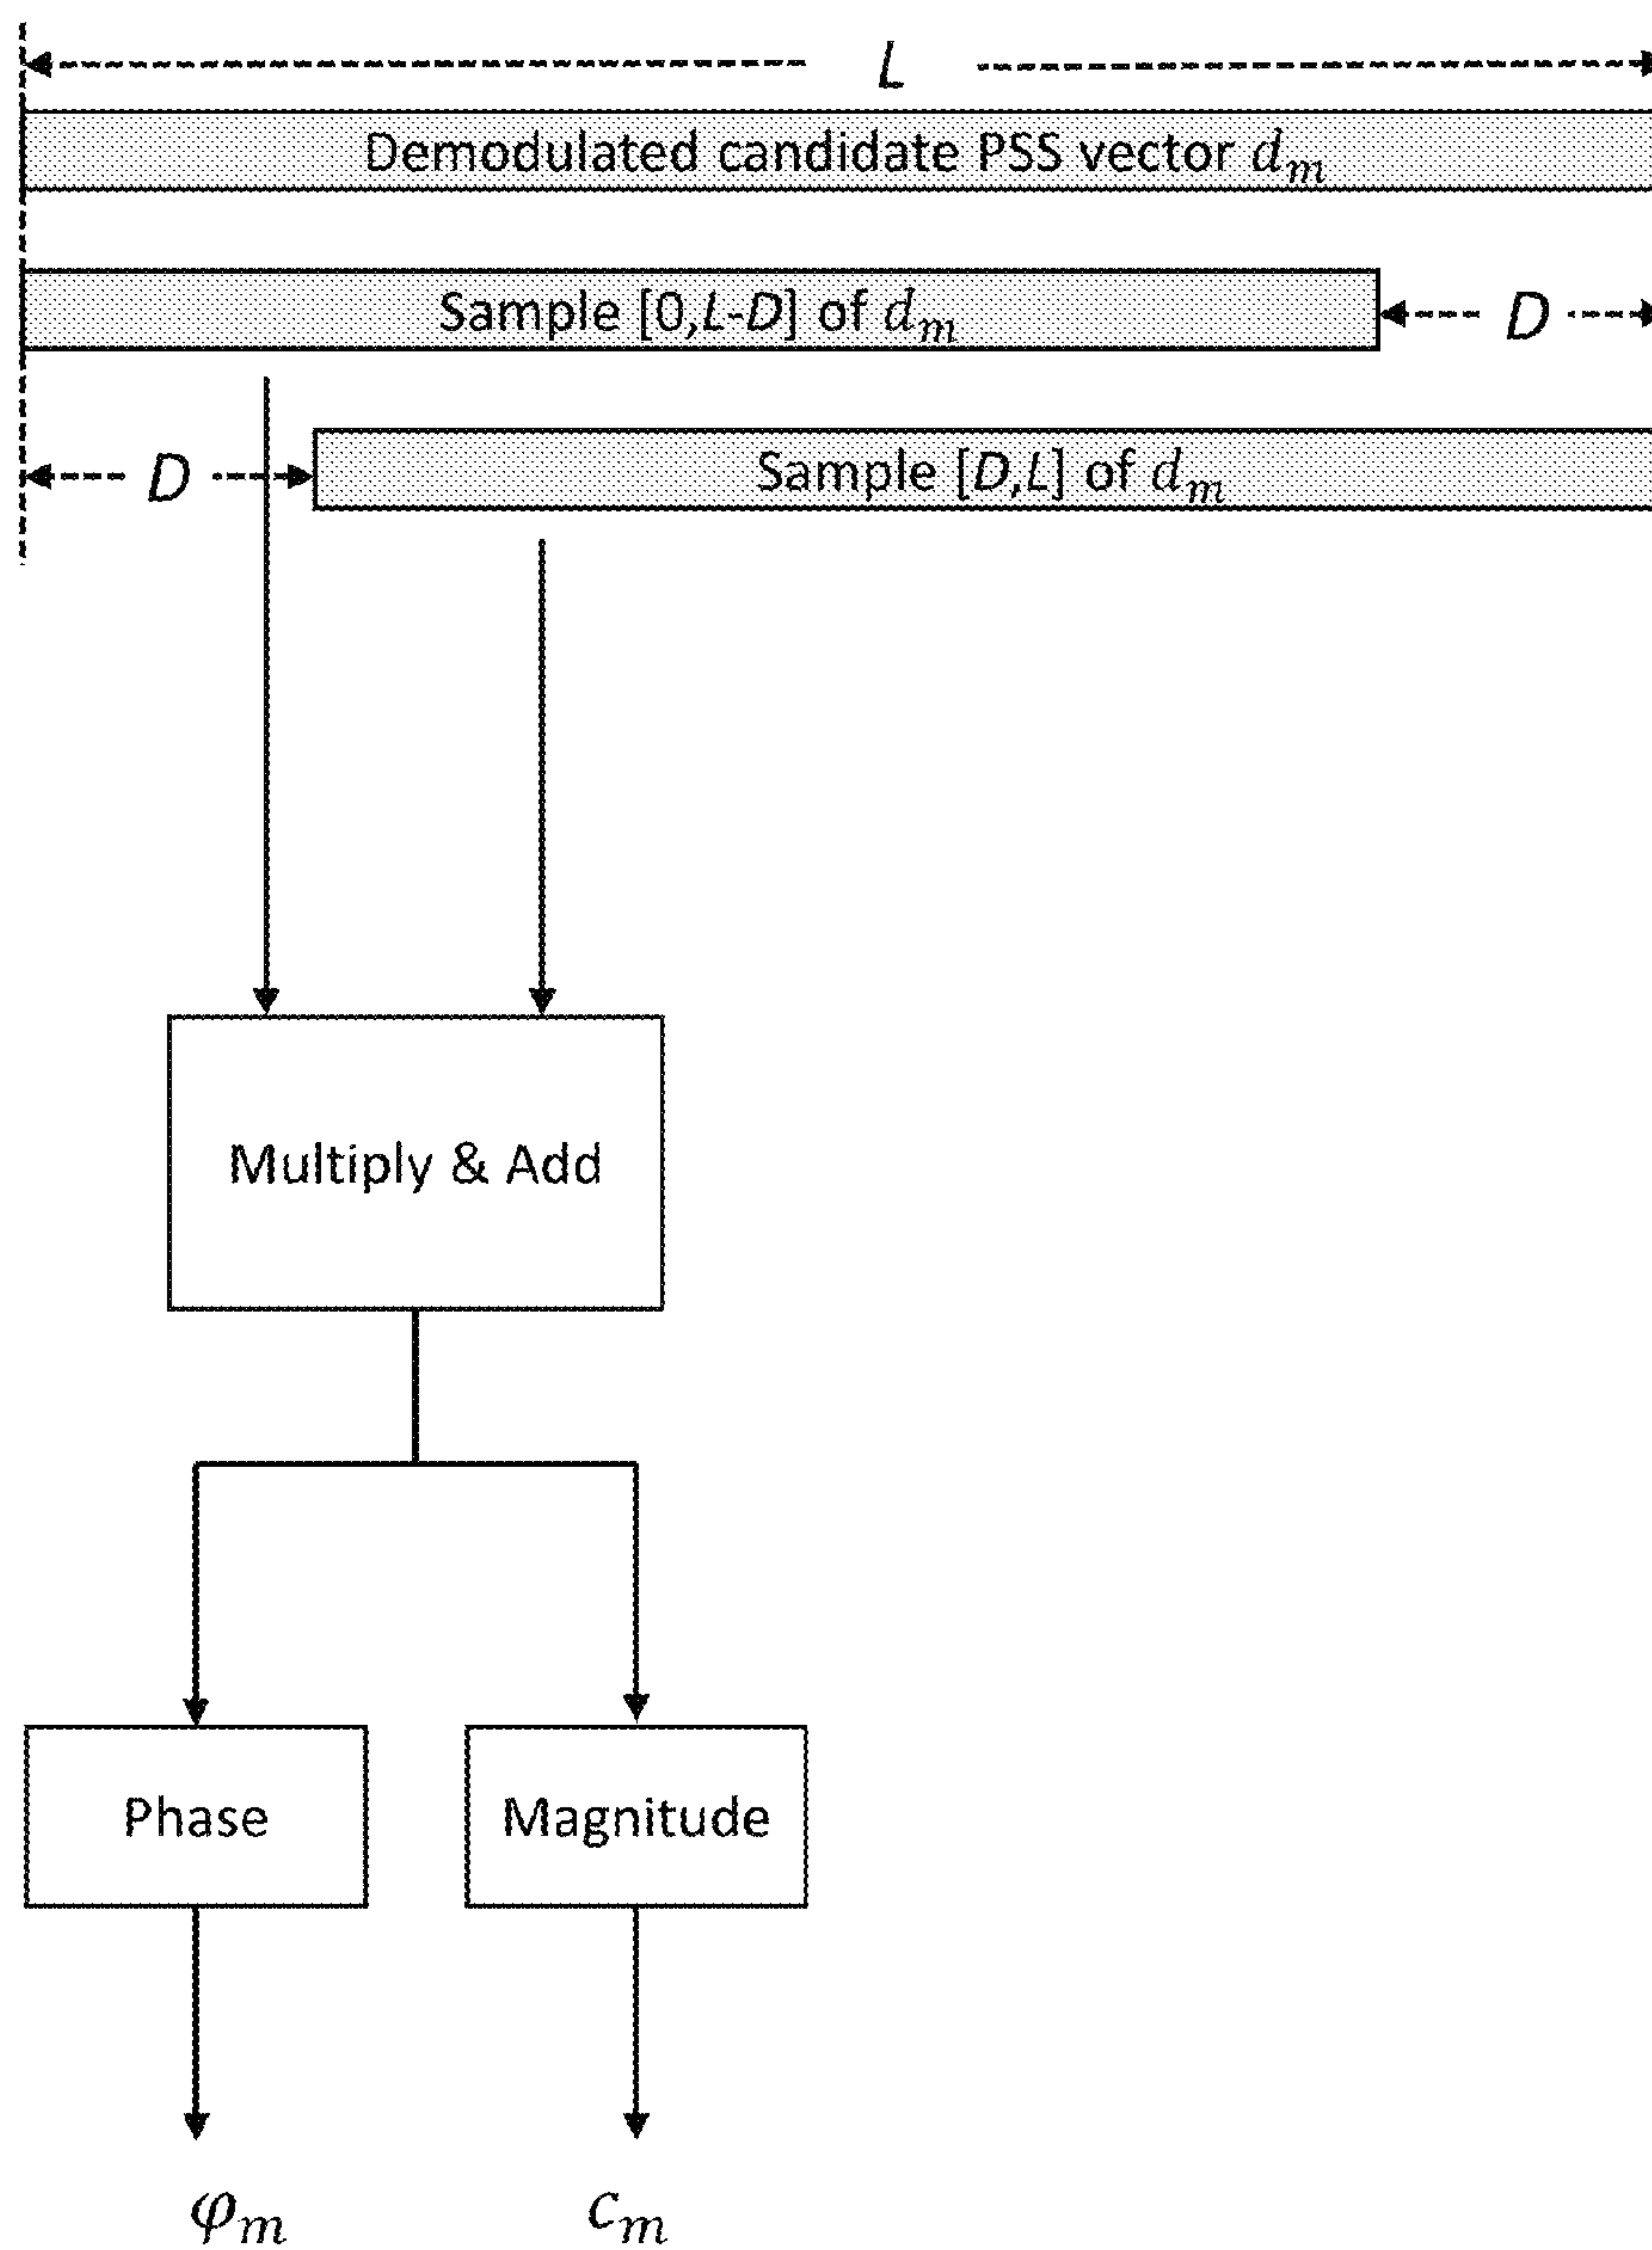 L
Demodulated candidate PSS vector d_m
Sample [0,L-D] of d_m
D
D
Sample [D,L] of d_m
Multiply & Add
Phase
Magnitude
φ_m
c_m